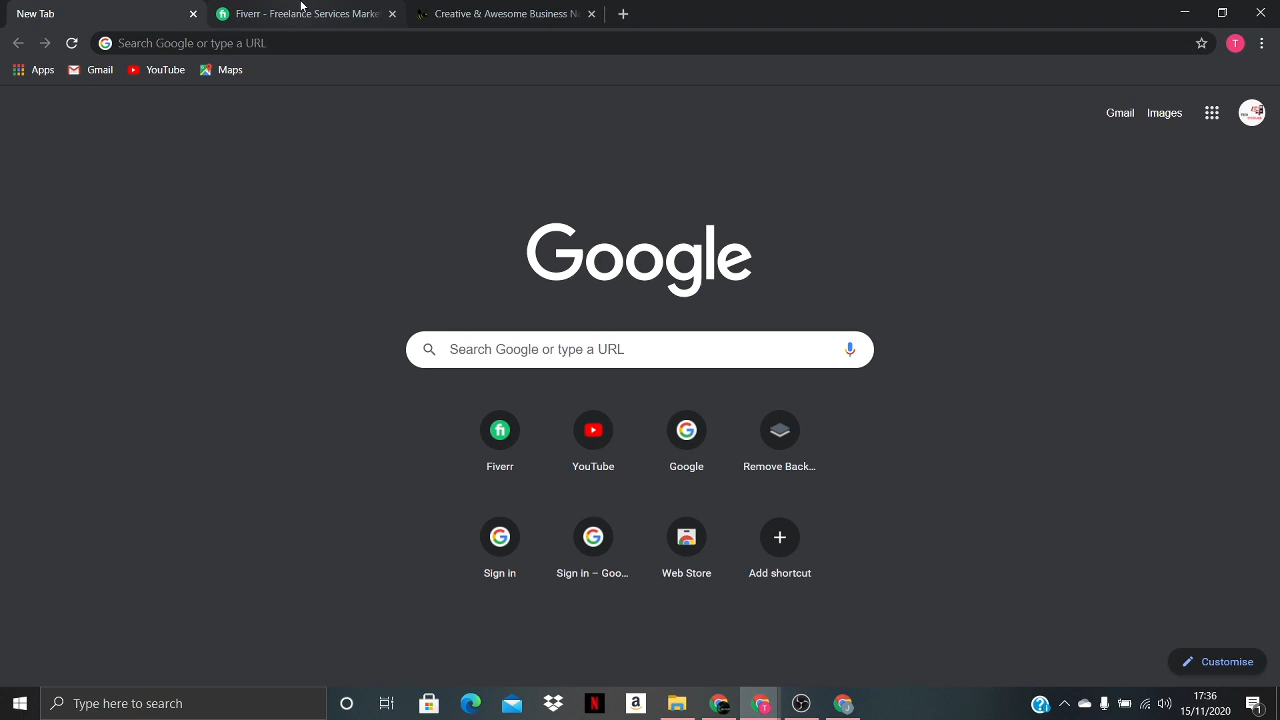 New Tab
Fiverr - Freelance Services Market
Creative & Awesome Business N
Search Google or type a URL
T
Apps
Gmail
YouTube
Maps
Gmail
Images
Google
Search Google or type a URL
Fiverr
YouTube
Google
Remove Back...
Sign in
Sign in – Goo...
Web Store
Add shortcut
Customise
Type here to search
17:36
15/11/2020